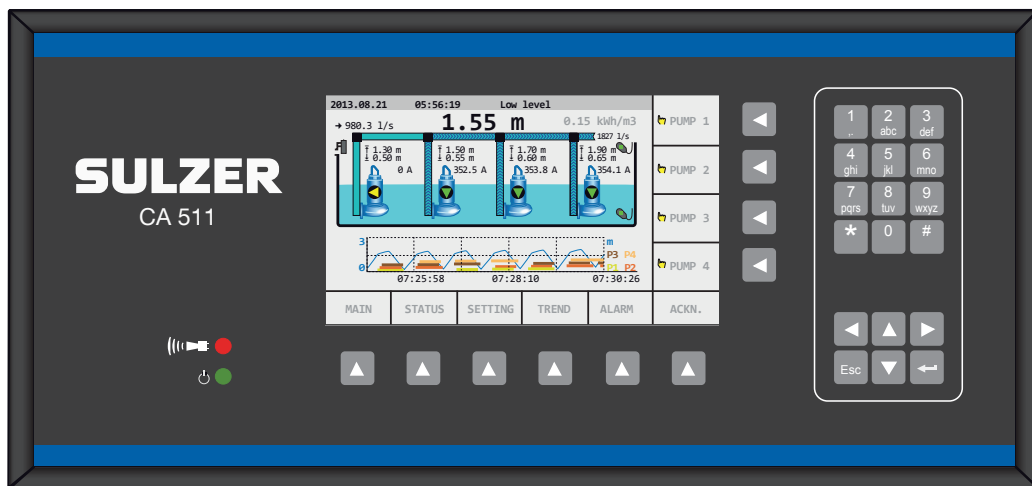 SULZER
CA 511
2013.08.21 05:56:19 Low level
980.3 l/s 1.55 m 0.15 kWh/m3
1827 l/s
1.30 m 1.50 m 1.70 m 1.90 m
0.50 m 0.55 m 0.60 m 0.65 m
0 A 352.5 A 353.8 A 354.1 A
3 m
P3 P4
0 P1 P2
07:25:58 07:28:10 07:30:26
PUMP 1
PUMP 2
PUMP 3
PUMP 4
MAIN STATUS SETTING TREND ALARM ACKN.
1 2 3
,. abc def
4 5 6
ghi jkl mno
7 8 9
pqrs tuv wxyz
* 0 #
Esc